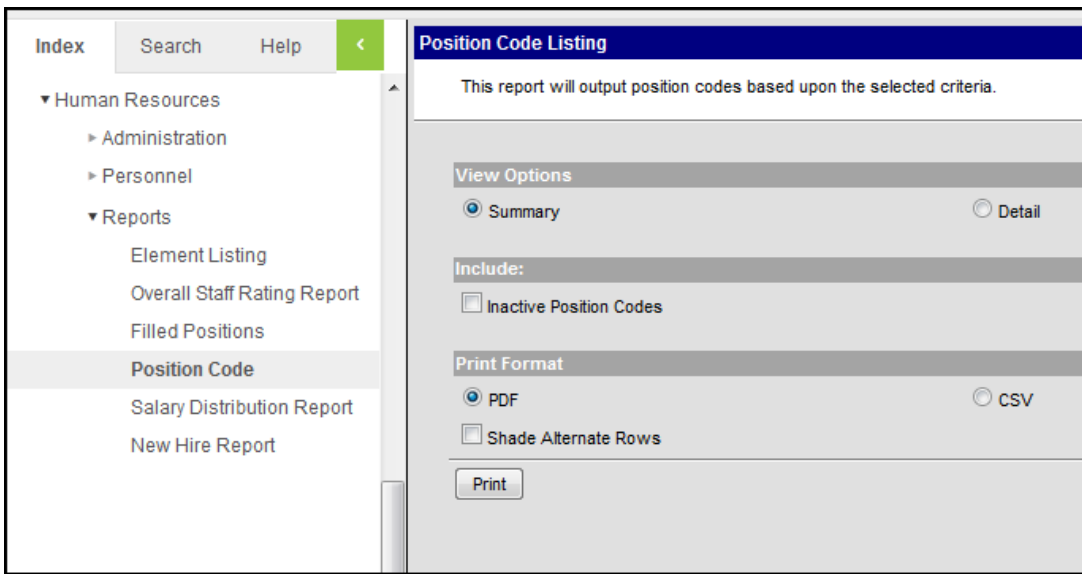 Index Search Help
Human Resources
Administration
Personnel
Reports
Element Listing
Overall Staff Rating Report
Filled Positions
Position Code
Salary Distribution Report
New Hire Report
Position Code Listing
This report will output position codes based upon the selected criteria.
View Options
Summary Detail
Include:
Inactive Position Codes
Print Format
PDF CSV
Shade Alternate Rows
Print